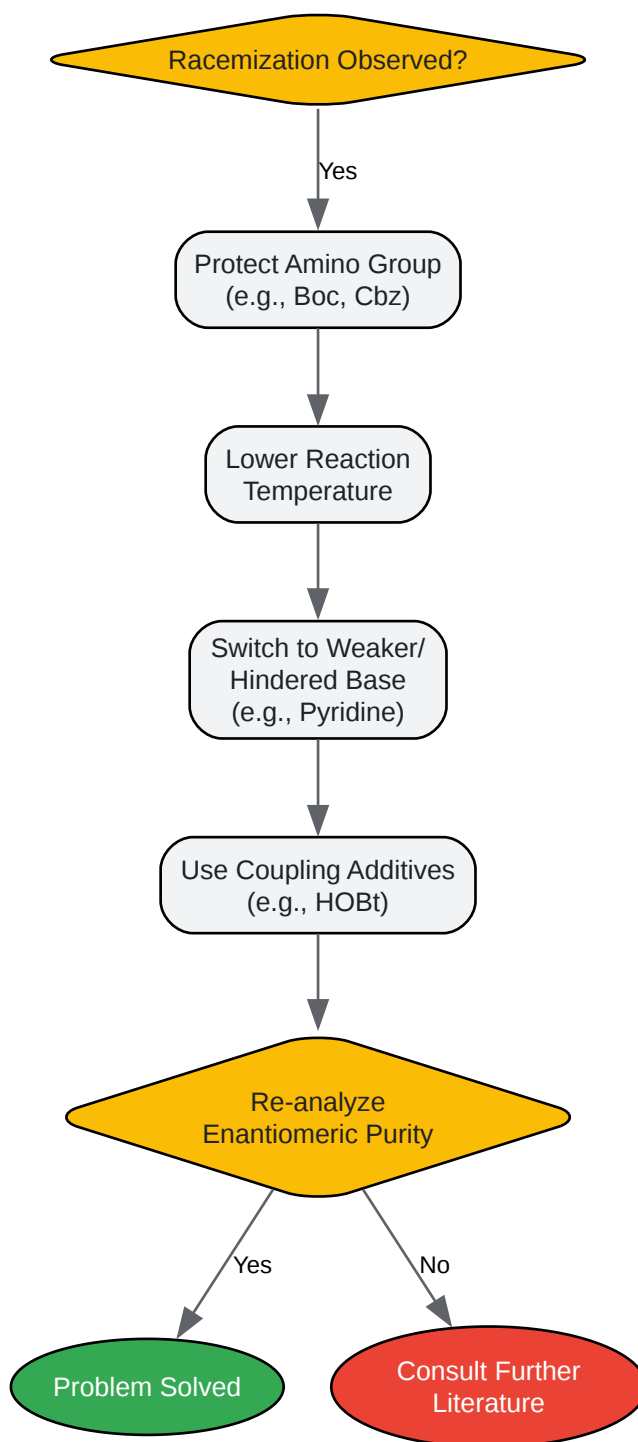 Racemization Observed?
Yes
Protect Amino Group
(e.g., Boc, Cbz)
Lower Reaction
Temperature
Switch to Weaker/
Hindered Base
(e.g., Pyridine)
Use Coupling Additives
(e.g., HOBt)
Re-analyze
Enantiomeric Purity
Yes
No
Problem Solved
Consult Further
Literature